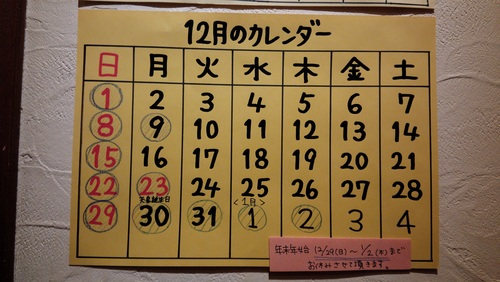 12月のカレンダー
日 月 火 水 木 金 土
1 2 3 4 5 6 7
8 9 10 11 12 13 14
15 16 17 18 19 20 21
22 23 24 25 26 27 28
天皇誕生日 <1月>
29 30 31 1 2 3 4
年末年始 12/29(日)～1/2(木)まで
お休みさせて頂きます。